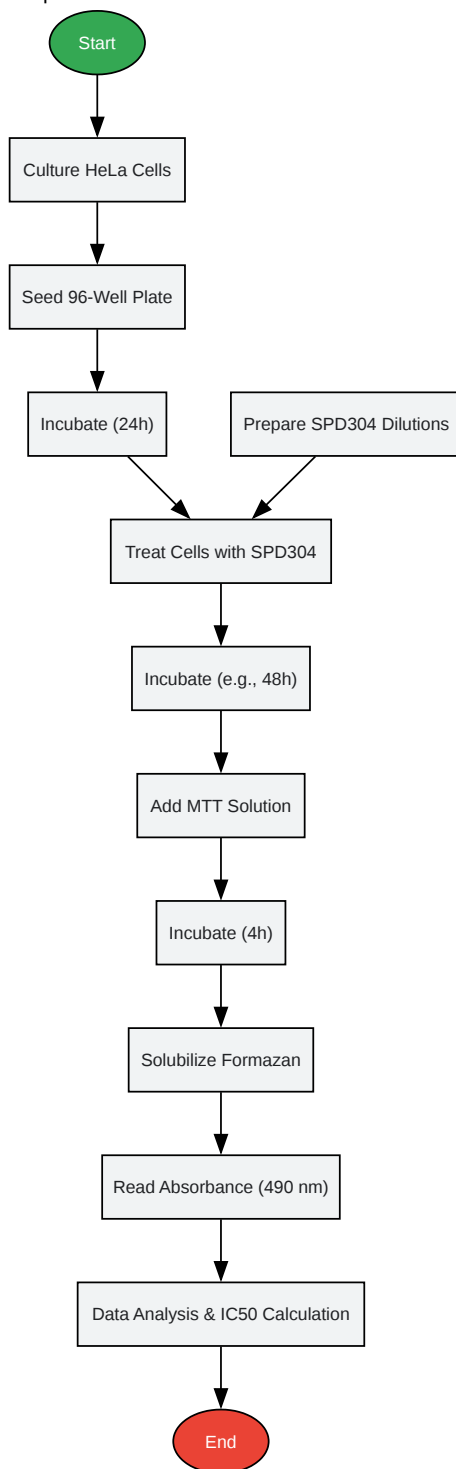 Start
Culture HeLa Cells
Seed 96-Well Plate
Incubate (24h)
Prepare SPD304 Dilutions
Treat Cells with SPD304
Incubate (e.g., 48h)
Add MTT Solution
Incubate (4h)
Solubilize Formazan
Read Absorbance (490 nm)
Data Analysis & IC50 Calculation
End